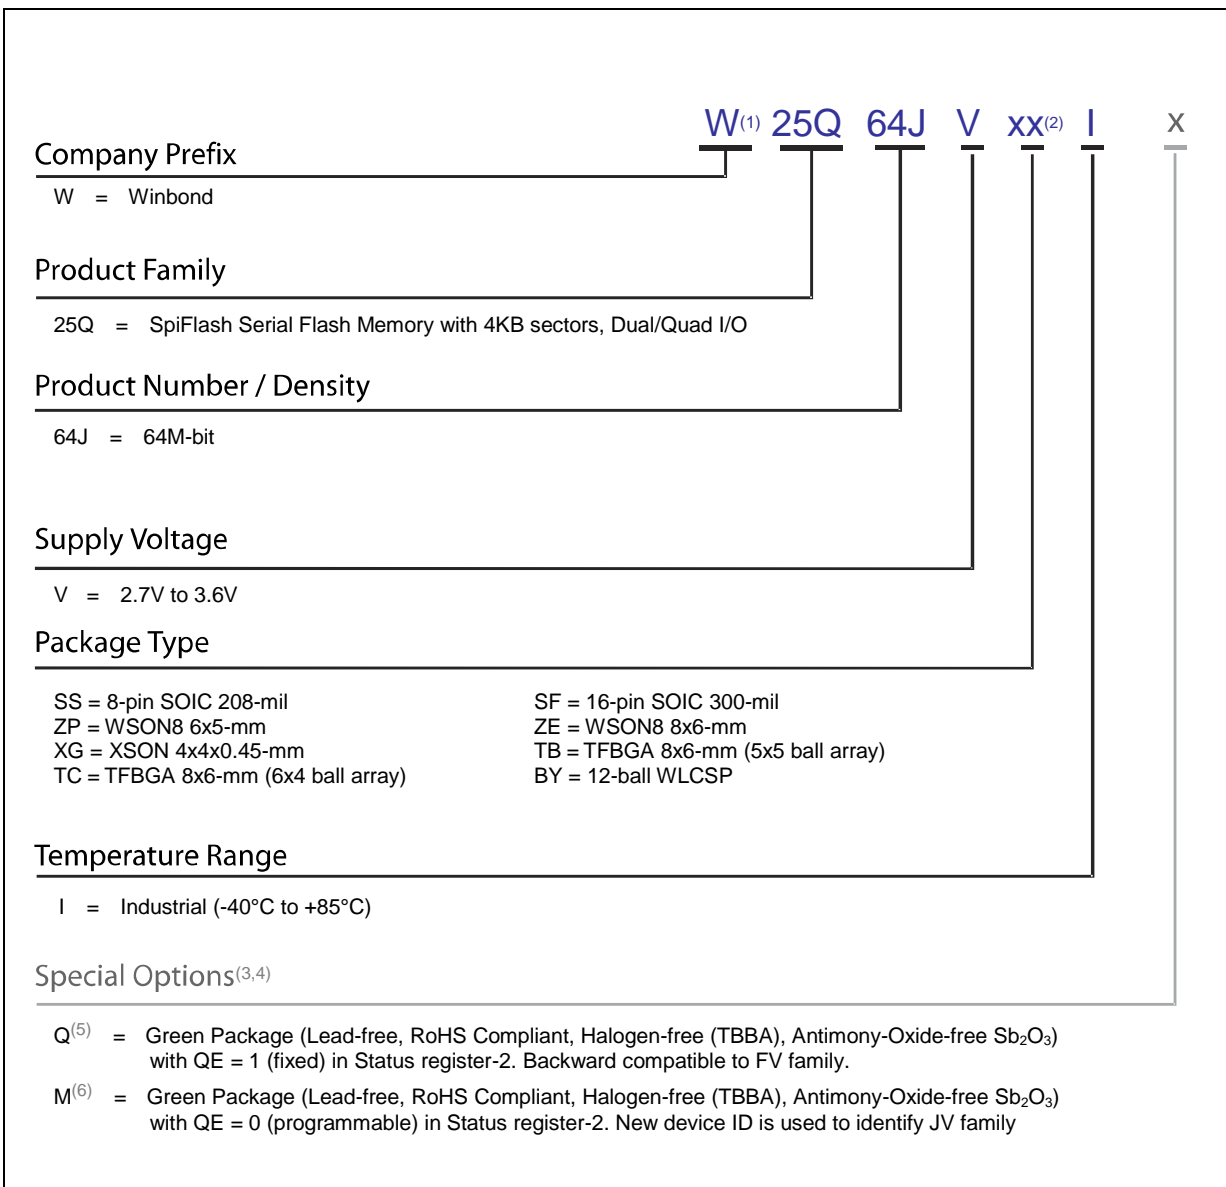 W(1) 25Q 64J V xx(2) I x
Company Prefix
W = Winbond
Product Family
25Q = SpiFlash Serial Flash Memory with 4KB sectors, Dual/Quad I/O
Product Number / Density
64J = 64M-bit
Supply Voltage
V = 2.7V to 3.6V
Package Type
SS = 8-pin SOIC 208-mil SF = 16-pin SOIC 300-mil
ZP = WSON8 6x5-mm ZE = WSON8 8x6-mm
XG = XSON 4x4x0.45-mm TB = TFBGA 8x6-mm (5x5 ball array)
TC = TFBGA 8x6-mm (6x4 ball array) BY = 12-ball WLCSP
Temperature Range
I = Industrial (-40°C to +85°C)
Special Options(3,4)
Q(5) = Green Package (Lead-free, RoHS Compliant, Halogen-free (TBBA), Antimony-Oxide-free Sb₂O₃)
with QE = 1 (fixed) in Status register-2. Backward compatible to FV family.
M(6) = Green Package (Lead-free, RoHS Compliant, Halogen-free (TBBA), Antimony-Oxide-free Sb₂O₃)
with QE = 0 (programmable) in Status register-2. New device ID is used to identify JV family